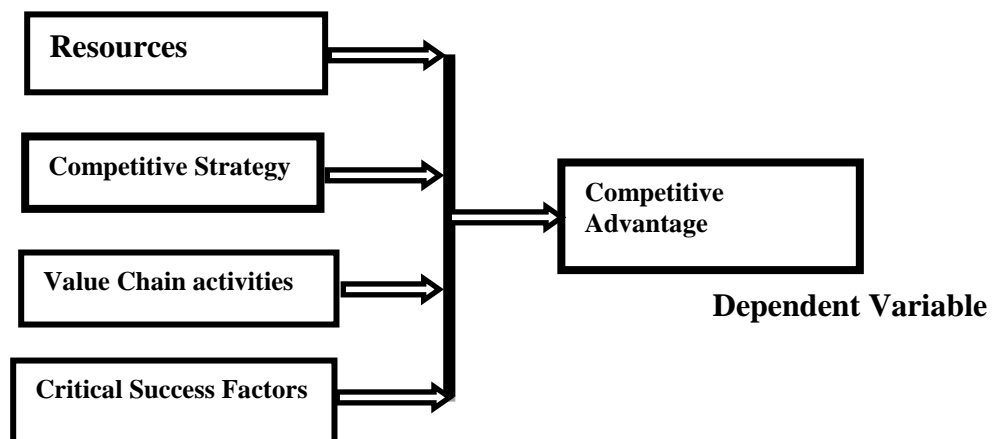 Resources
Competitive Strategy
Value Chain activities
Critical Success Factors
Competitive
Advantage
Dependent Variable